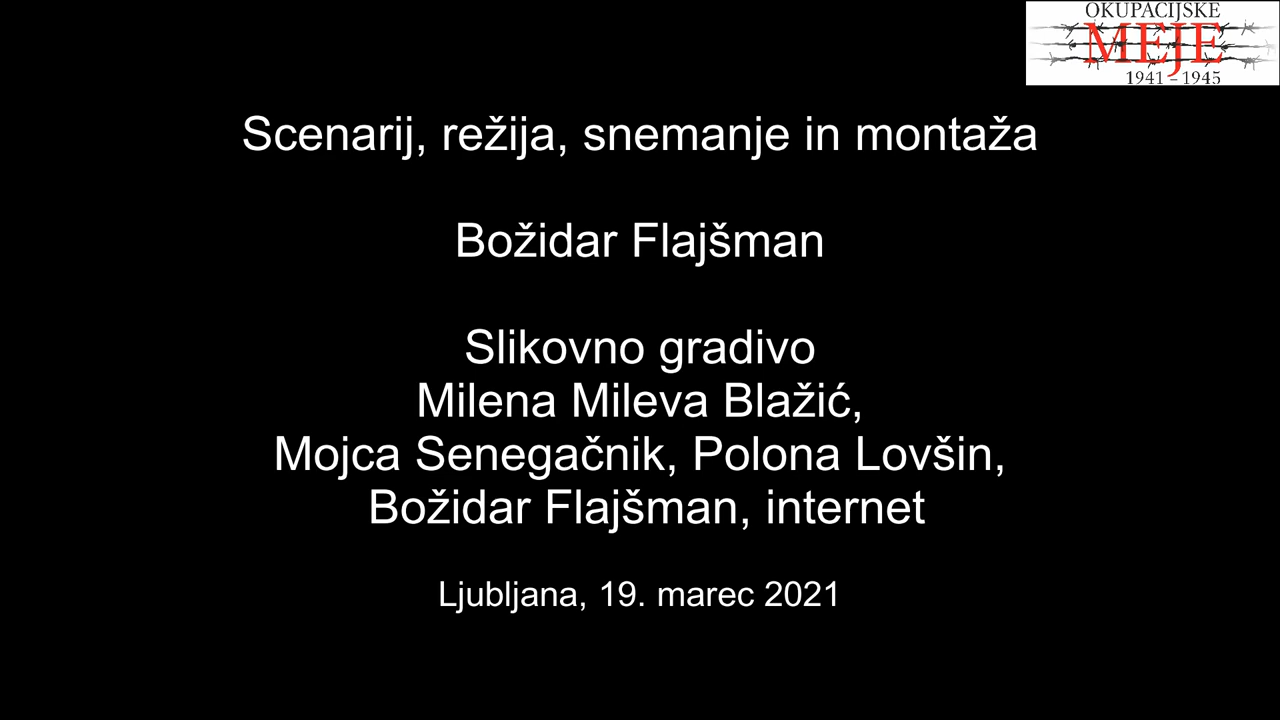 OKUPACIJSKE
MEJE
1941 – 1945
Scenarij, režija, snemanje in montaža
Božidar Flajšman
Slikovno gradivo
Milena Mileva Blažić,
Mojca Senegačnik, Polona Lovšin,
Božidar Flajšman, internet
Ljubljana, 19. marec 2021